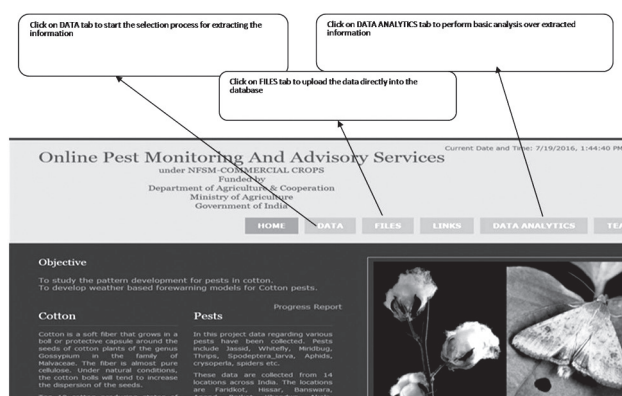 Click on DATA tab to start the selection process for extracting the
information
Click on DATA ANALYTICS tab to perform basic analysis over extracted
information
Click on FILES tab to upload the data directly into the
database
Current Date and Time: 7/19/2016, 1:44:40 PM
Online Pest Monitoring And Advisory Services
under NFSM-COMMERCIAL CROPS
Funded by
Department of Agriculture & Cooperation
Ministry of Agriculture
Government of India
HOME DATA FILES LINKS DATA ANALYTICS TEA
Objective
To study the pattern development for pests in cotton.
To develop weather based forewarning models for Cotton pests.
Progress Report
Cotton
Cotton is a soft fiber that grows in a
boll or protective capsule around the
seeds of cotton plants of the genus
Gossypium in the family of
Malvaceae. The fiber is almost pure
cellulose. Under natural conditions,
the cotton bolls will tend to increase
the dispersion of the seeds.
Pests
In this project data regarding various
pests have been collected. Pests
include Jassid, Whitefly, Miridbug,
Thrips, Spodeptera_larva, Aphids,
crysoperla, spiders etc.
These data are collected from 14
locations across India. The locations
are Faridkot, Hissar, Banswara,